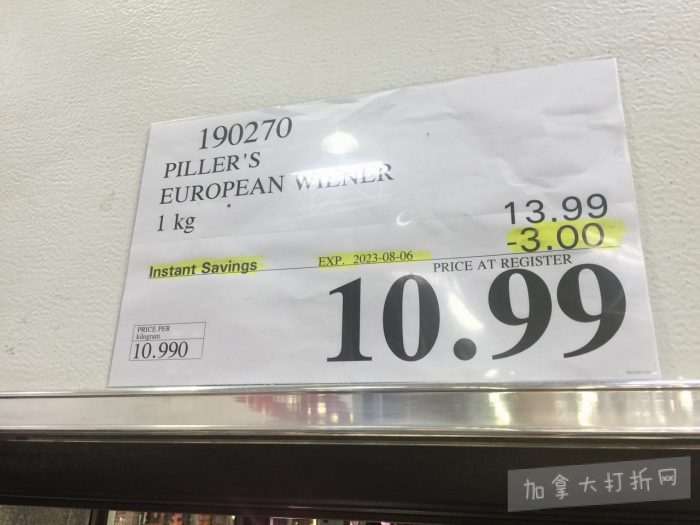 190270
PILLER'S
EUROPEAN WIENER
1 kg
13.99
-3.00
Instant Savings
EXP. 2023-08-06
PRICE AT REGISTER
10.99
PRICE PER
kilogram
10.990
加拿大打折网